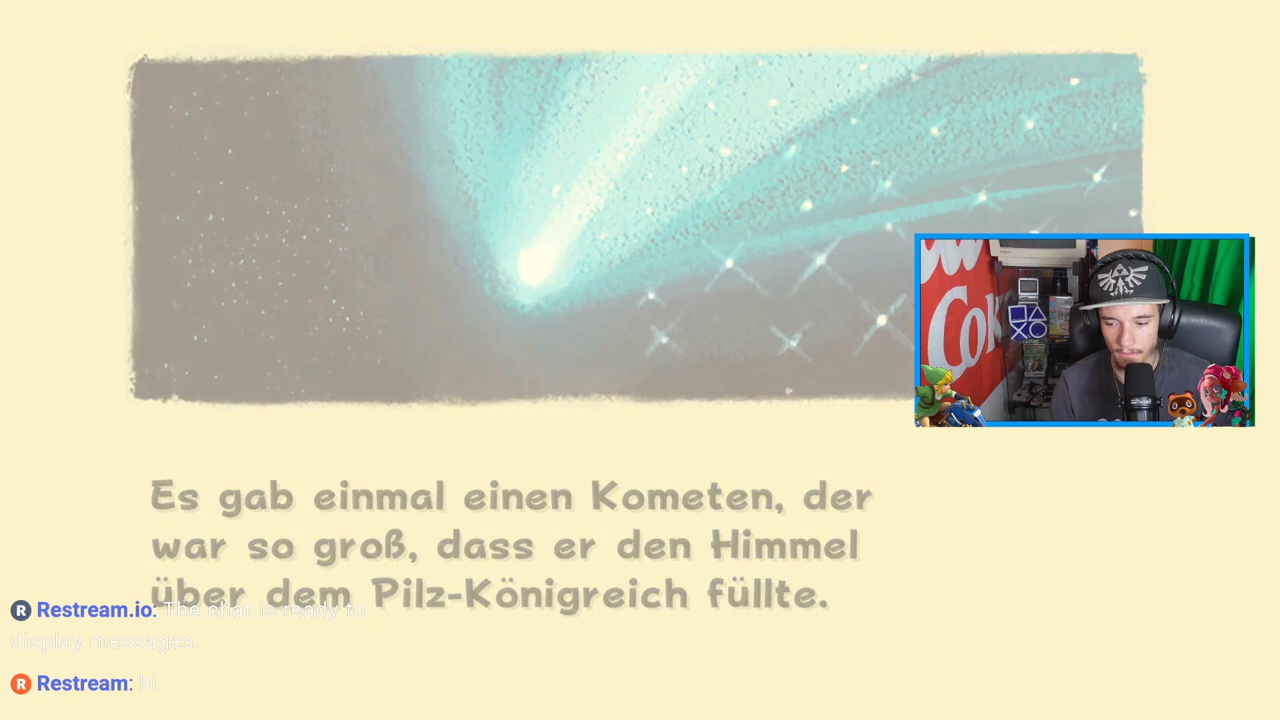 Es gab einmal einen Kometen, der
war so groß, dass er den Himmel
über dem Pilz-Königreich füllte.
Restream.io: The chat is ready to
display messages.
Restream: hi
Cok